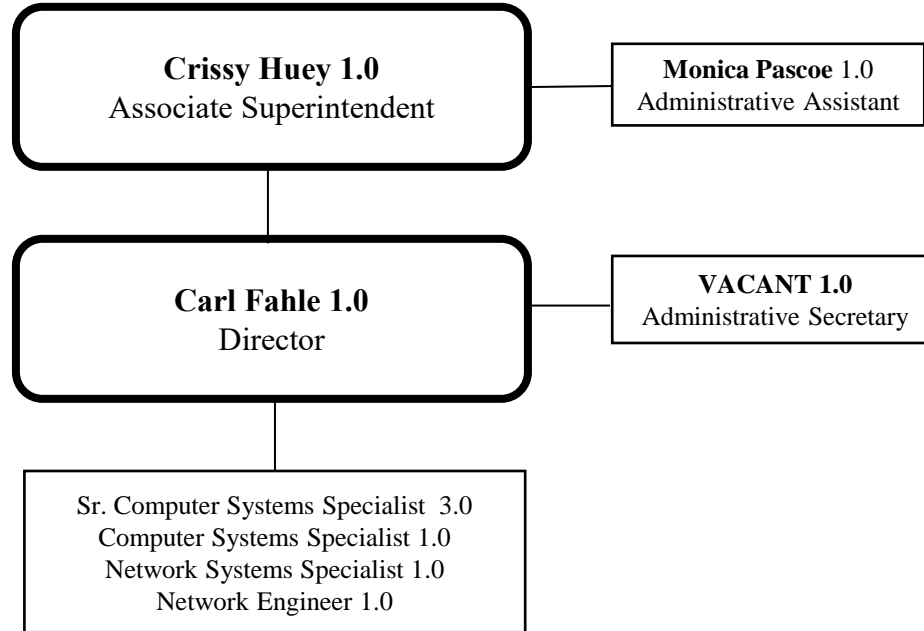 Crissy Huey 1.0
Associate Superintendent
Monica Pascoe 1.0
Administrative Assistant
Carl Fahle 1.0
Director
VACANT 1.0
Administrative Secretary
Sr. Computer Systems Specialist  3.0
Computer Systems Specialist 1.0
Network Systems Specialist 1.0
Network Engineer 1.0